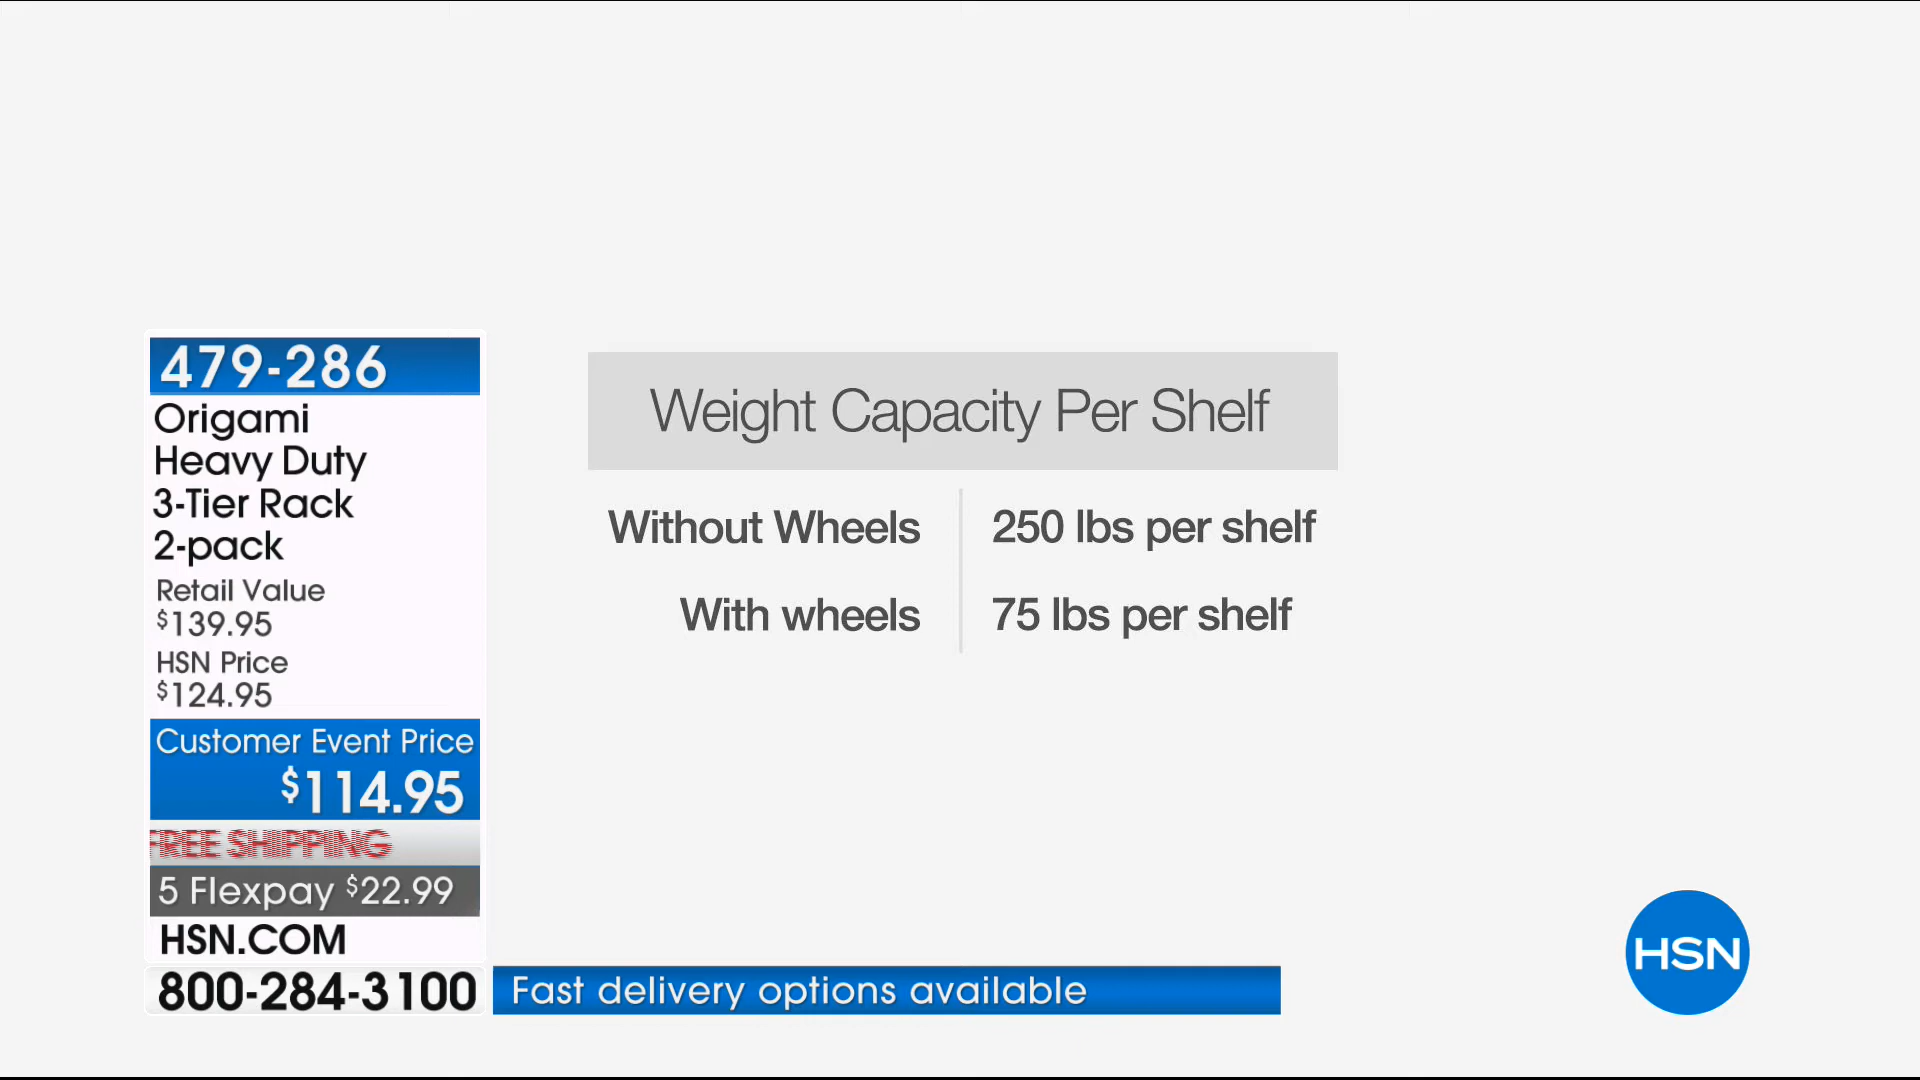 479-286
Origami
Heavy Duty
3-Tier Rack
2-pack
Retail Value
$139.95
HSN Price
$124.95
Customer Event Price
$114.95
FREE SHIPPING
5 Flexpay $22.99
HSN.COM
800-284-3100
Weight Capacity Per Shelf
Without Wheels 250 lbs per shelf
With wheels 75 lbs per shelf
Fast delivery options available
HSN